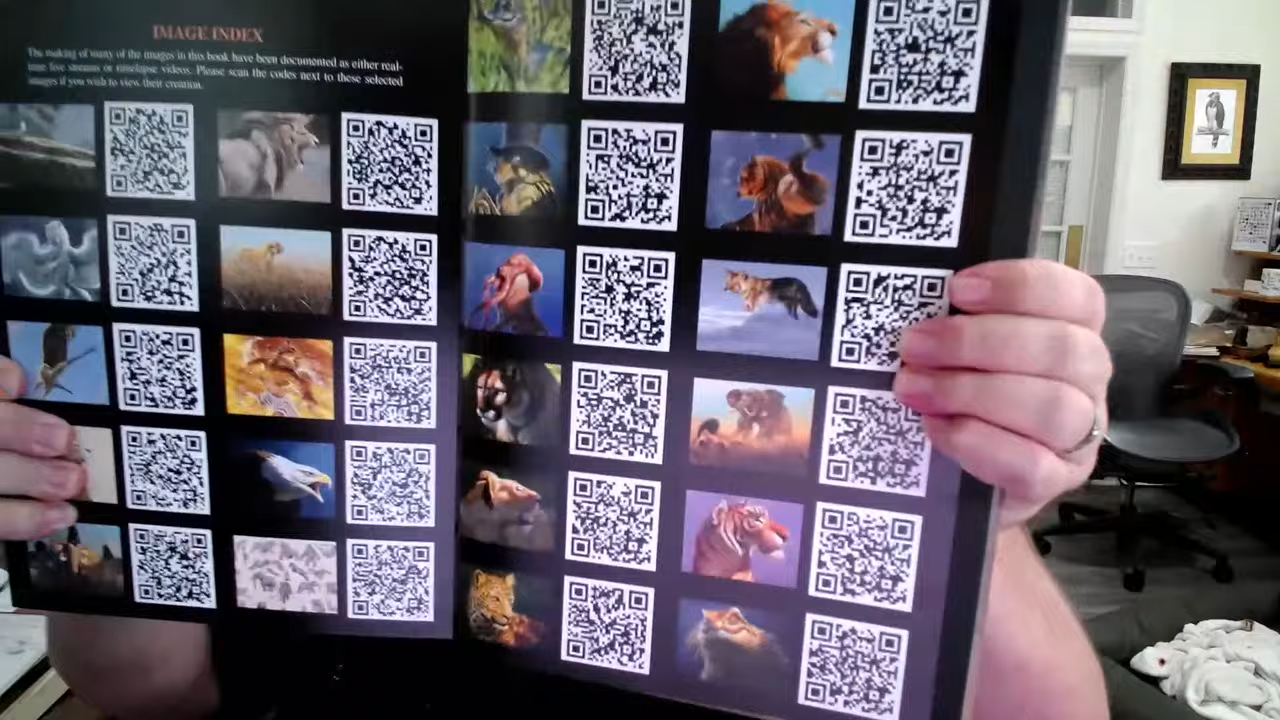 IMAGE INDEX
The making of many of the images in this book have been documented as either real-
time live streams or timelapse videos. Please scan the codes next to these selected
images if you wish to view their creation.